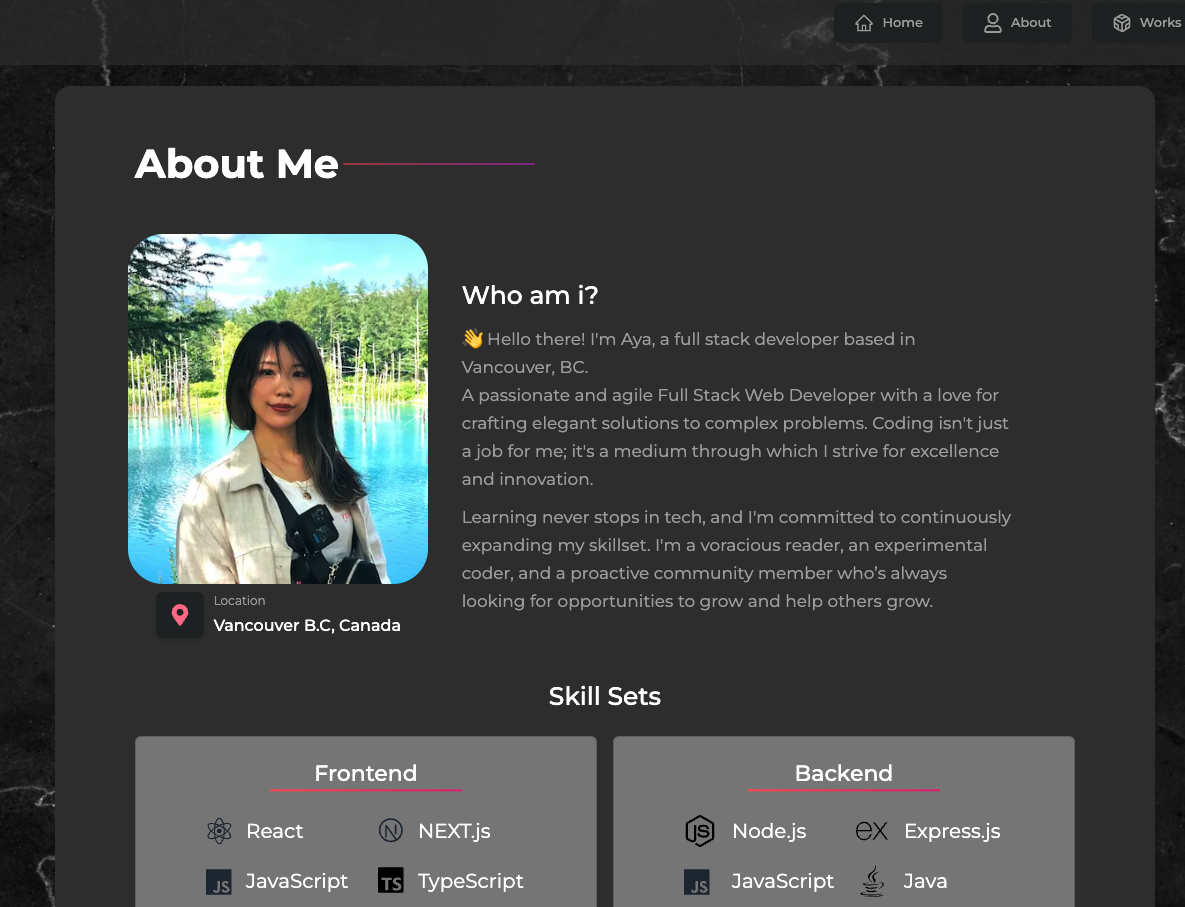 Home About Works
About Me
Who am i?
👋 Hello there! I'm Aya, a full stack developer based in
Vancouver, BC.
A passionate and agile Full Stack Web Developer with a love for
crafting elegant solutions to complex problems. Coding isn't just
a job for me; it's a medium through which I strive for excellence
and innovation.
Learning never stops in tech, and I'm committed to continuously
expanding my skillset. I'm a voracious reader, an experimental
coder, and a proactive community member who’s always
looking for opportunities to grow and help others grow.
Location
Vancouver B.C, Canada
Skill Sets
Frontend
React NEXT.js
JS JavaScript TS TypeScript
Backend
JS Node.js ex Express.js
JS JavaScript Java